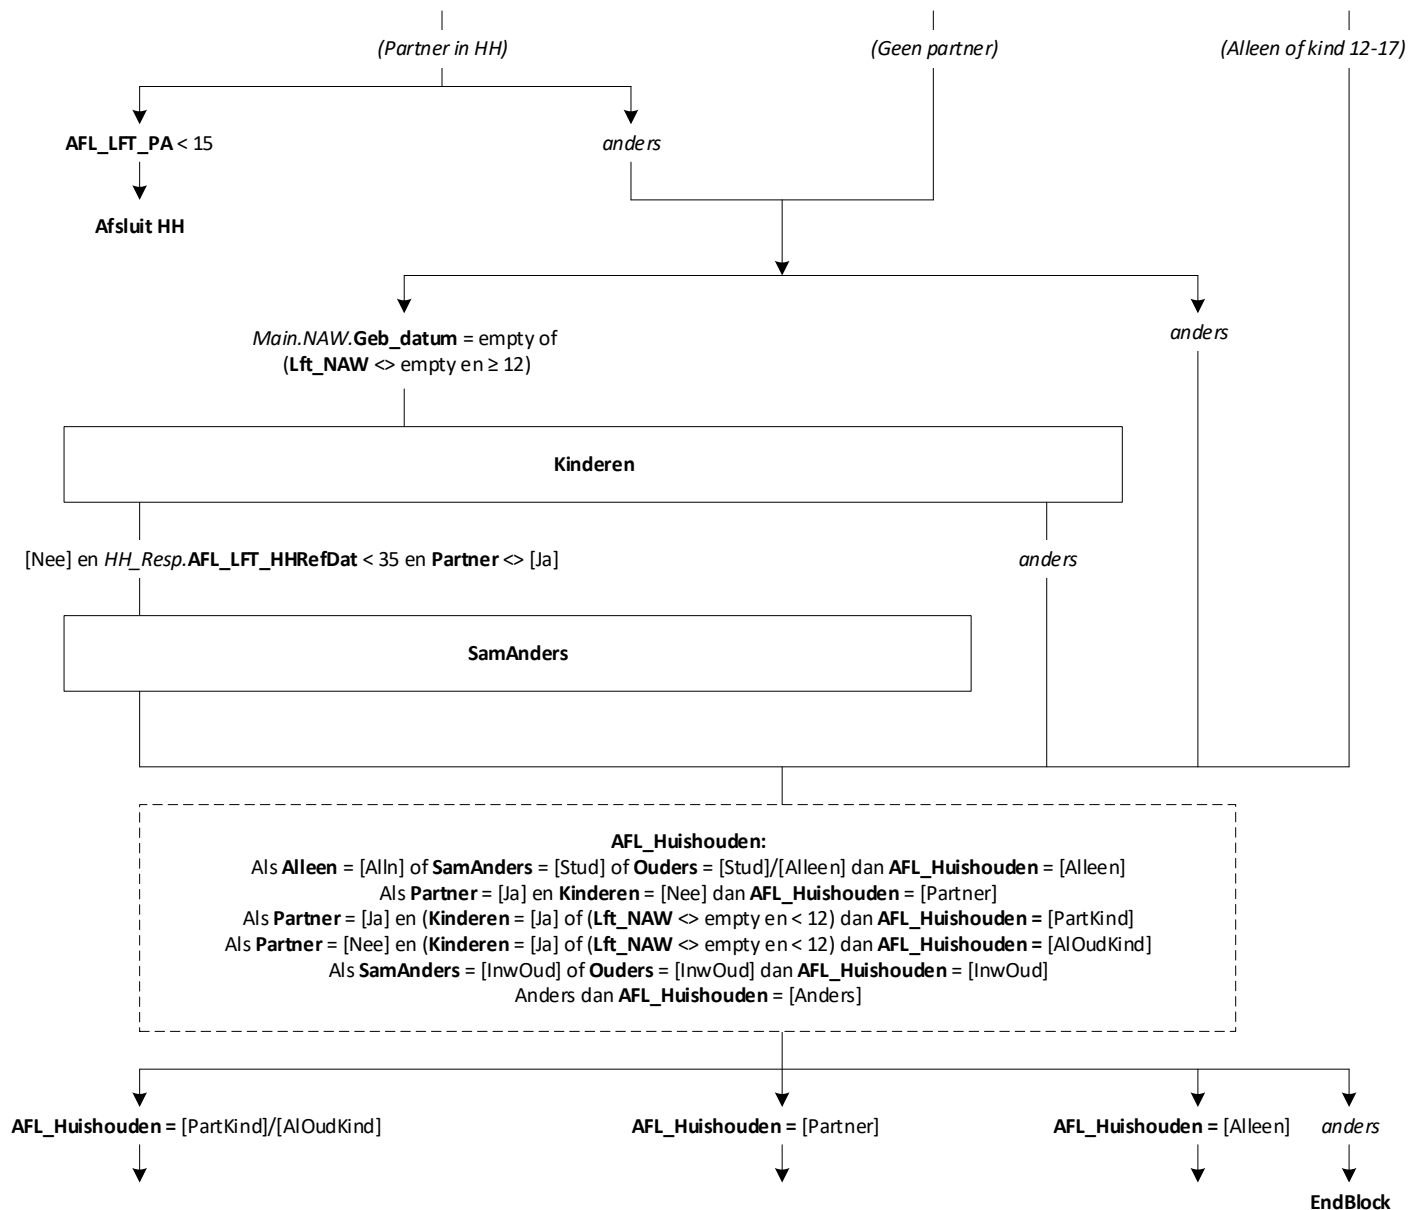 (Partner in HH)
(Geen partner)
(Alleen of kind 12-17)
AFL_LFT_PA < 15
anders
Afsluit HH
Main.NAW.Geb_datum = empty of
(Lft_NAW <> empty en ≥ 12)
anders
Kinderen
[Nee] en HH_Resp.AFL_LFT_HHRefDat < 35 en Partner <> [Ja]
anders
SamAnders
AFL_Huishouden:
Als Alleen = [Alln] of SamAnders = [Stud] of Ouders = [Stud]/[Alleen] dan AFL_Huishouden = [Alleen]
Als Partner = [Ja] en Kinderen = [Nee] dan AFL_Huishouden = [Partner]
Als Partner = [Ja] en (Kinderen = [Ja] of (Lft_NAW <> empty en < 12) dan AFL_Huishouden = [PartKind]
Als Partner = [Nee] en (Kinderen = [Ja] of (Lft_NAW <> empty en < 12) dan AFL_Huishouden = [AlOudKind]
Als SamAnders = [InwOud] of Ouders = [InwOud] dan AFL_Huishouden = [InwOud]
Anders dan AFL_Huishouden = [Anders]
AFL_Huishouden = [PartKind]/[AlOudKind]
AFL_Huishouden = [Partner]
AFL_Huishouden = [Alleen]
anders
EndBlock